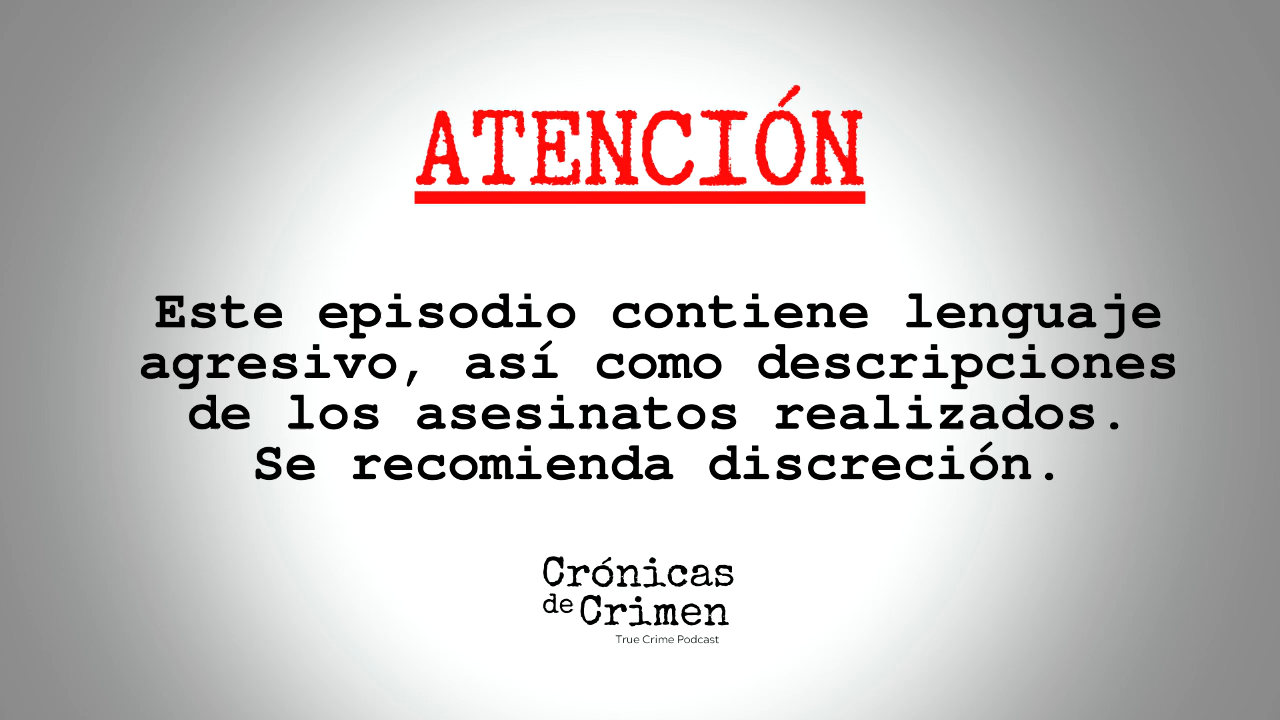 ATENCIÓN
Este episodio contiene lenguaje
agresivo, así como descripciones
de los asesinatos realizados.
Se recomienda discreción.
Crónicas
de Crimen
True Crime Podcast